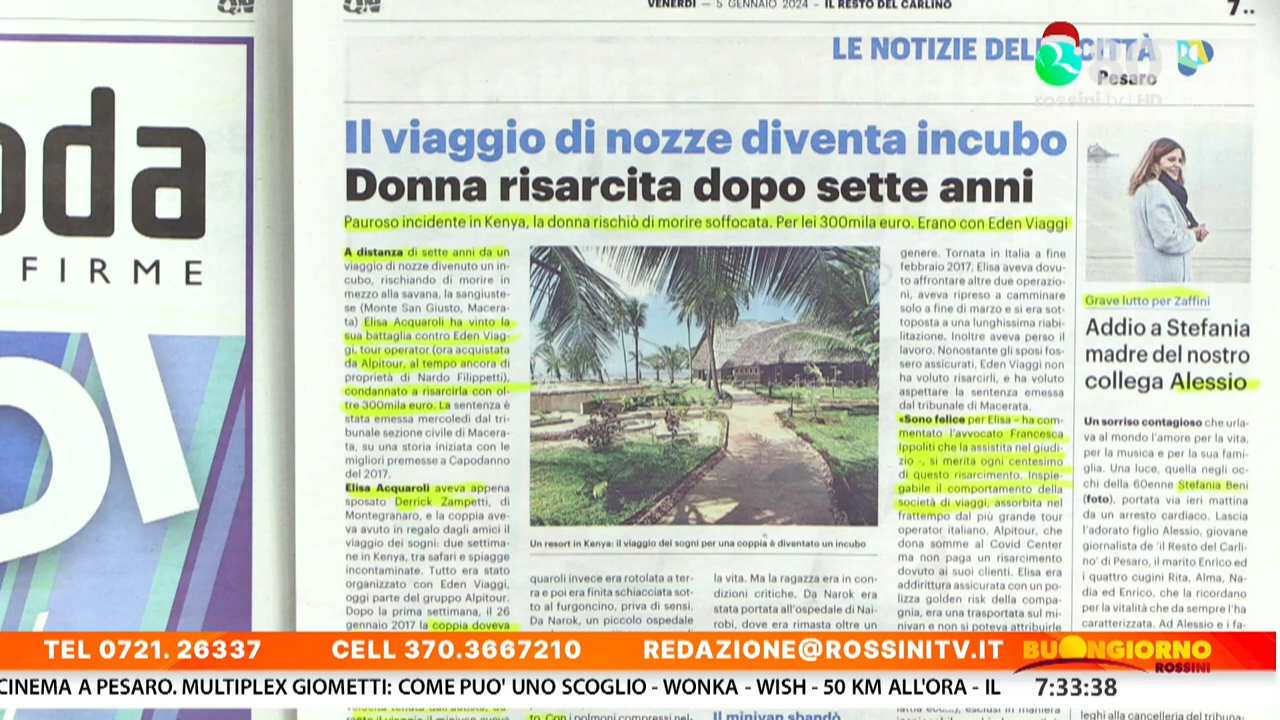 VENERDÌ — 5 GENNAIO 2024 – IL RESTO DEL CARLINO
7
LE NOTIZIE DELLA CITTÀ
Pesaro
rossini tv | HD
oda
FIRME
Il viaggio di nozze diventa incubo
Donna risarcita dopo sette anni
Pauroso incidente in Kenya, la donna rischiò di morire soffocata. Per lei 300mila euro. Erano con Eden Viaggi
A distanza di sette anni da un
viaggio di nozze divenuto un in-
cubo, rischiando di morire in
mezzo alla savana, la sangiuste-
se (Monte San Giusto, Macera-
ta) Elisa Acquaroli ha vinto la
sua battaglia contro Eden Viag-
gi, tour operator (ora acquistata
da Alpitour, al tempo ancora di
proprietà di Nardo Filippetti),
condannato a risarcirla con ol-
tre 300mila euro. La sentenza è
stata emessa mercoledì dal tri-
bunale sezione civile di Macera-
ta, su una storia iniziata con le
migliori premesse a Capodanno
del 2017.
Elisa Acquaroli aveva appena
sposato Derrick Zampetti, di
Montegranaro, e la coppia ave-
va avuto in regalo dagli amici il
viaggio dei sogni: due settima-
ne in Kenya, tra safari e spiagge
incontaminate. Tutto era stato
organizzato con Eden Viaggi,
oggi parte del gruppo Alpitour.
Dopo la prima settimana, il 26
gennaio 2017 la coppia doveva
Un resort in Kenya: il viaggio dei sogni per una coppia è diventato un incubo
quaroli invece era rotolata a ter-
ra e poi era finita schiacciata sot-
to al furgoncino, priva di sensi.
Da Narok, un piccolo ospedale
la vita. Ma la ragazza era in con-
dizioni critiche. Da Narok era
stata portata all'ospedale di Nai-
robi, dove era rimasta oltre un
genere. Tornata in Italia a fine
febbraio 2017, Elisa aveva dovu-
to affrontare altre due operazio-
ni, aveva ripreso a camminare
solo a fine di marzo e si era sot-
toposta a una lunghissima riabi-
litazione. Inoltre aveva perso il
lavoro. Nonostante gli sposi fos-
sero assicurati, Eden Viaggi non
ha voluto risarcirli, e ha voluto
aspettare la sentenza emessa
dal tribunale di Macerata.
«Sono felice per Elisa – ha com-
mentato l'avvocato Francesca
Ippoliti che la assistita nel giudi-
zio -, si merita ogni centesimo
di questo risarcimento. Inspie-
gabile il comportamento della
società di viaggi, assorbita nel
frattempo dal più grande tour
operator italiano, Alpitour, che
dona somme al Covid Center
ma non paga un risarcimento
dovuto ai suoi clienti. Elisa era
addirittura assicurata con un po-
lizza golden risk della compa-
gnia, era una trasportata sul mi-
nivan e non si poteva attribuirle
Grave lutto per Zaffini
Addio a Stefania
madre del nostro
collega Alessio
Un sorriso contagioso che urla-
va al mondo l'amore per la vita,
per la musica e per la sua fami-
glia. Una luce, quella negli oc-
chi della 60enne Stefania Beni
(foto), portata via ieri mattina
da un arresto cardiaco. Lascia
l'adorato figlio Alessio, giovane
giornalista de 'il Resto del Carli-
no' di Pesaro, il marito Enrico ed
i quattro cugini Rita, Alma, Na-
dia ed Enrico, che la ricordano
per la vitalità che da sempre l'ha
caratterizzata. Ad Alessio e i fa-
TEL 0721. 26337
CELL 370.3667210
REDAZIONE@ROSSINITV.IT
BUONGIORNO
ROSSINI
CINEMA A PESARO. MULTIPLEX GIOMETTI: COME PUO' UNO SCOGLIO - WONKA - WISH - 50 KM ALL'ORA - IL
7:33:38
to. Con i polmoni compressi nel-
Il minivan sbandò
leghi alla cancelleria del tribuna-